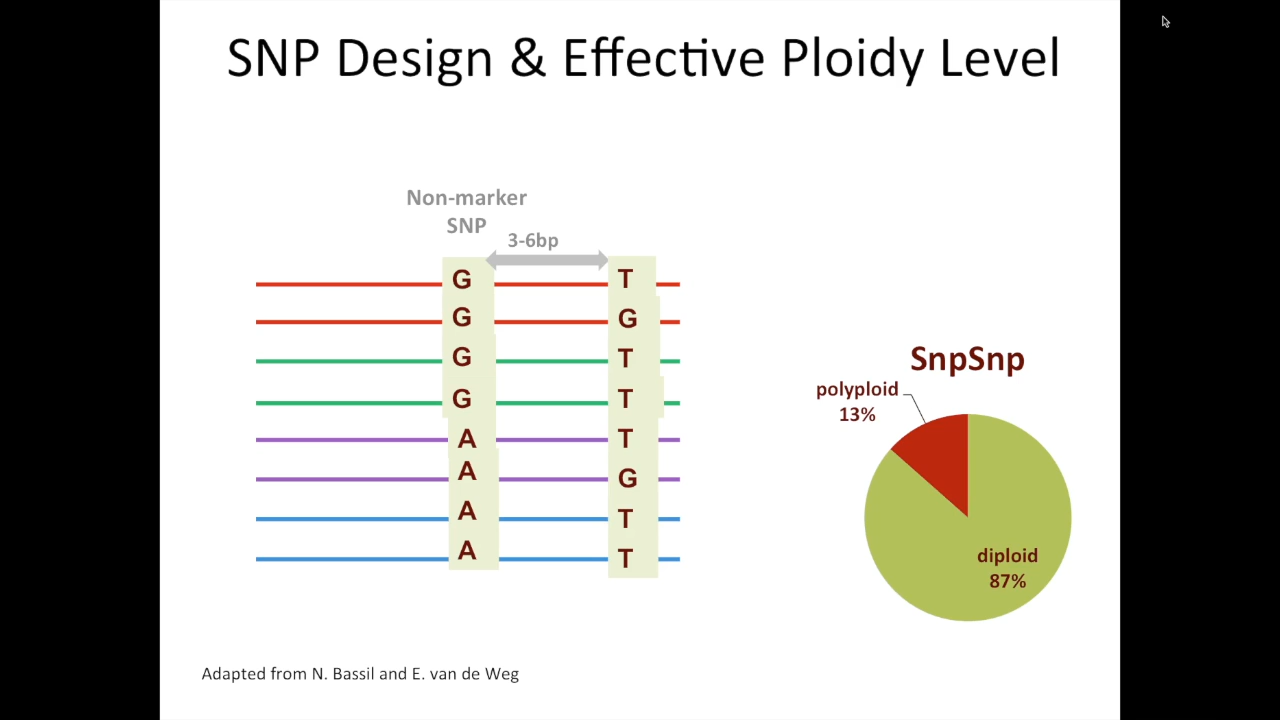 SNP Design & Effective Ploidy Level
Non-marker
SNP
3-6bp
G T
G G
G T
G T
A T
A G
A T
A T
SnpSnp
polyploid
13%
diploid
87%
Adapted from N. Bassil and E. van de Weg